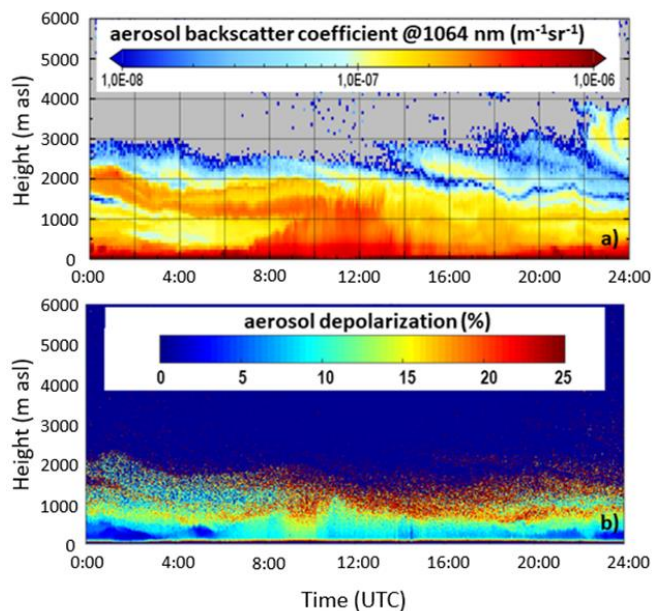 6000
aerosol backscatter coefficient @1064 nm (m⁻¹sr⁻¹)
5000
1,0E-08 1,0E-07 1,0E-06
4000
Height (m asl)
3000
2000
1000
a)
0
0:00 4:00 8:00 12:00 16:00 20:00 24:00
6000
aerosol depolarization (%)
5000
0 5 10 15 20 25
4000
Height (m asl)
3000
2000
1000
b)
0
0:00 4:00 8:00 12:00 16:00 20:00 24:00
Time (UTC)